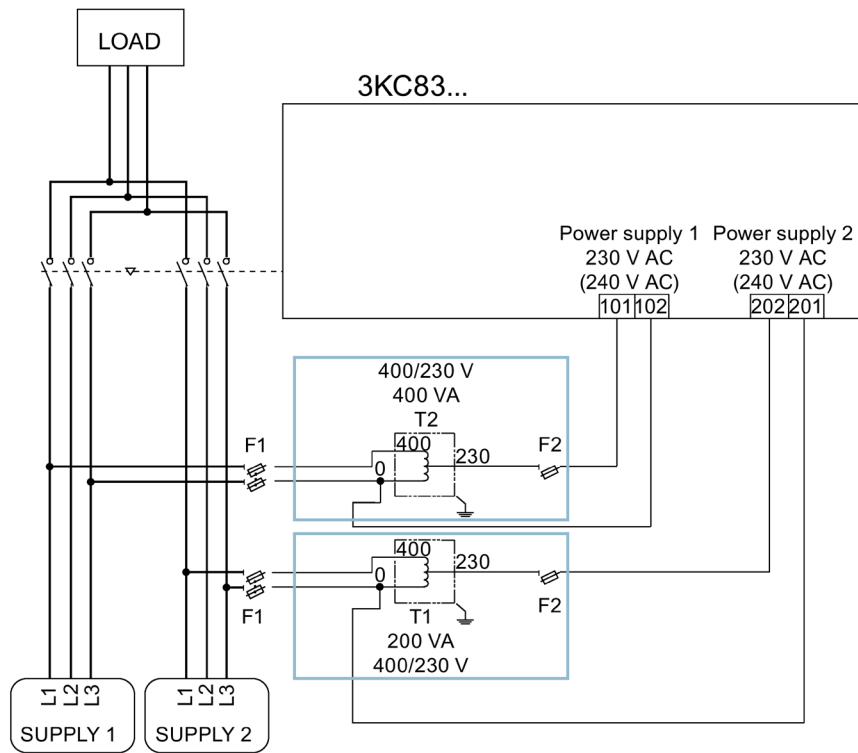 LOAD
3KC83...
Power supply 1
230 V AC
(240 V AC)
101 102
Power supply 2
230 V AC
(240 V AC)
202 201
400/230 V
400 VA
T2
F1
400
0
230
F2
400
0
230
F1
F2
T1
200 VA
400/230 V
L1 L2 L3
SUPPLY 1
L1 L2 L3
SUPPLY 2